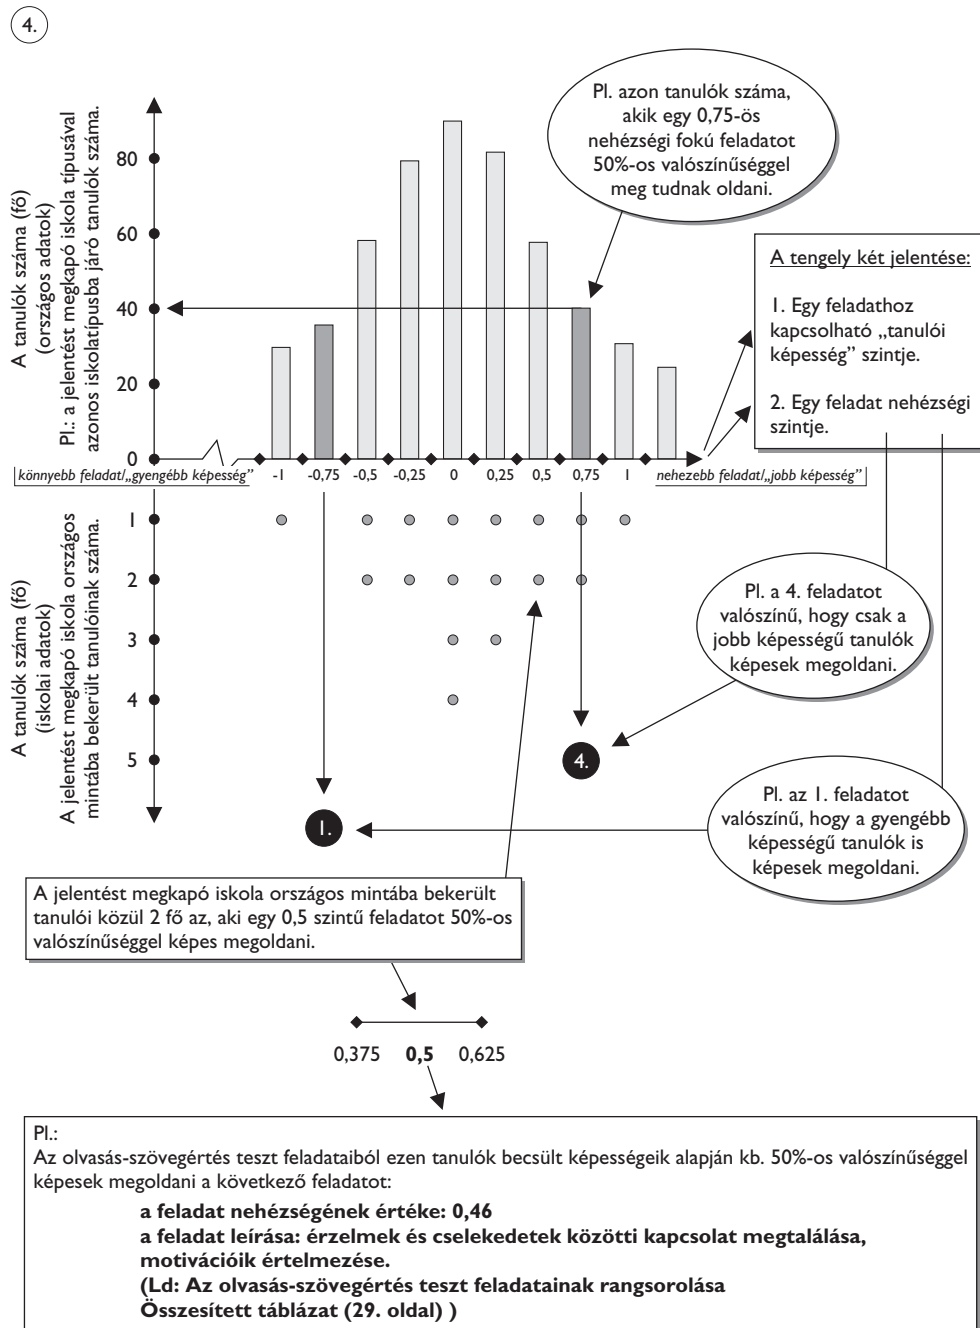 4.
Pl. azon tanulók száma,
akik egy 0,75-ös
nehézségi fokú feladatot
50%-os valószínűséggel
meg tudnak oldani.
A tanulók száma (fő)
(országos adatok)
Pl.: a jelentést megkapó iskola típusával
azonos iskolatípusba járó tanulók száma.
80
60
40
20
0
A tengely két jelentése:
1. Egy feladathoz
kapcsolható „tanulói
képesség” szintje.
2. Egy feladat nehézségi
szintje.
könnyebb feladat/„gyengébb képesség”
-1 -0,75 -0,5 -0,25 0 0,25 0,5 0,75 1
nehezebb feladat/„jobb képesség”
A tanulók száma (fő)
(iskolai adatok)
A jelentést megkapó iskola országos
mintába bekerült tanulóinak száma.
1
2
3
4
5
Pl. a 4. feladatot
valószínű, hogy csak a
jobb képességű tanulók
képesek megoldani.
4.
1.
Pl. az 1. feladatot
valószínű, hogy a gyengébb
képességű tanulók is
képesek megoldani.
A jelentést megkapó iskola országos mintába bekerült
tanulói közül 2 fő az, aki egy 0,5 szintű feladatot 50%-os
valószínűséggel képes megoldani.
0,375 0,5 0,625
Pl.:
Az olvasás-szövegértés teszt feladataiból ezen tanulók becsült képességeik alapján kb. 50%-os valószínűséggel
képesek megoldani a következő feladatot:
a feladat nehézségének értéke: 0,46
a feladat leírása: érzelmek és cselekedetek közötti kapcsolat megtalálása,
motivációik értelmezése.
(Ld: Az olvasás-szövegértés teszt feladatainak rangsorolása
Összesített táblázat (29. oldal) )